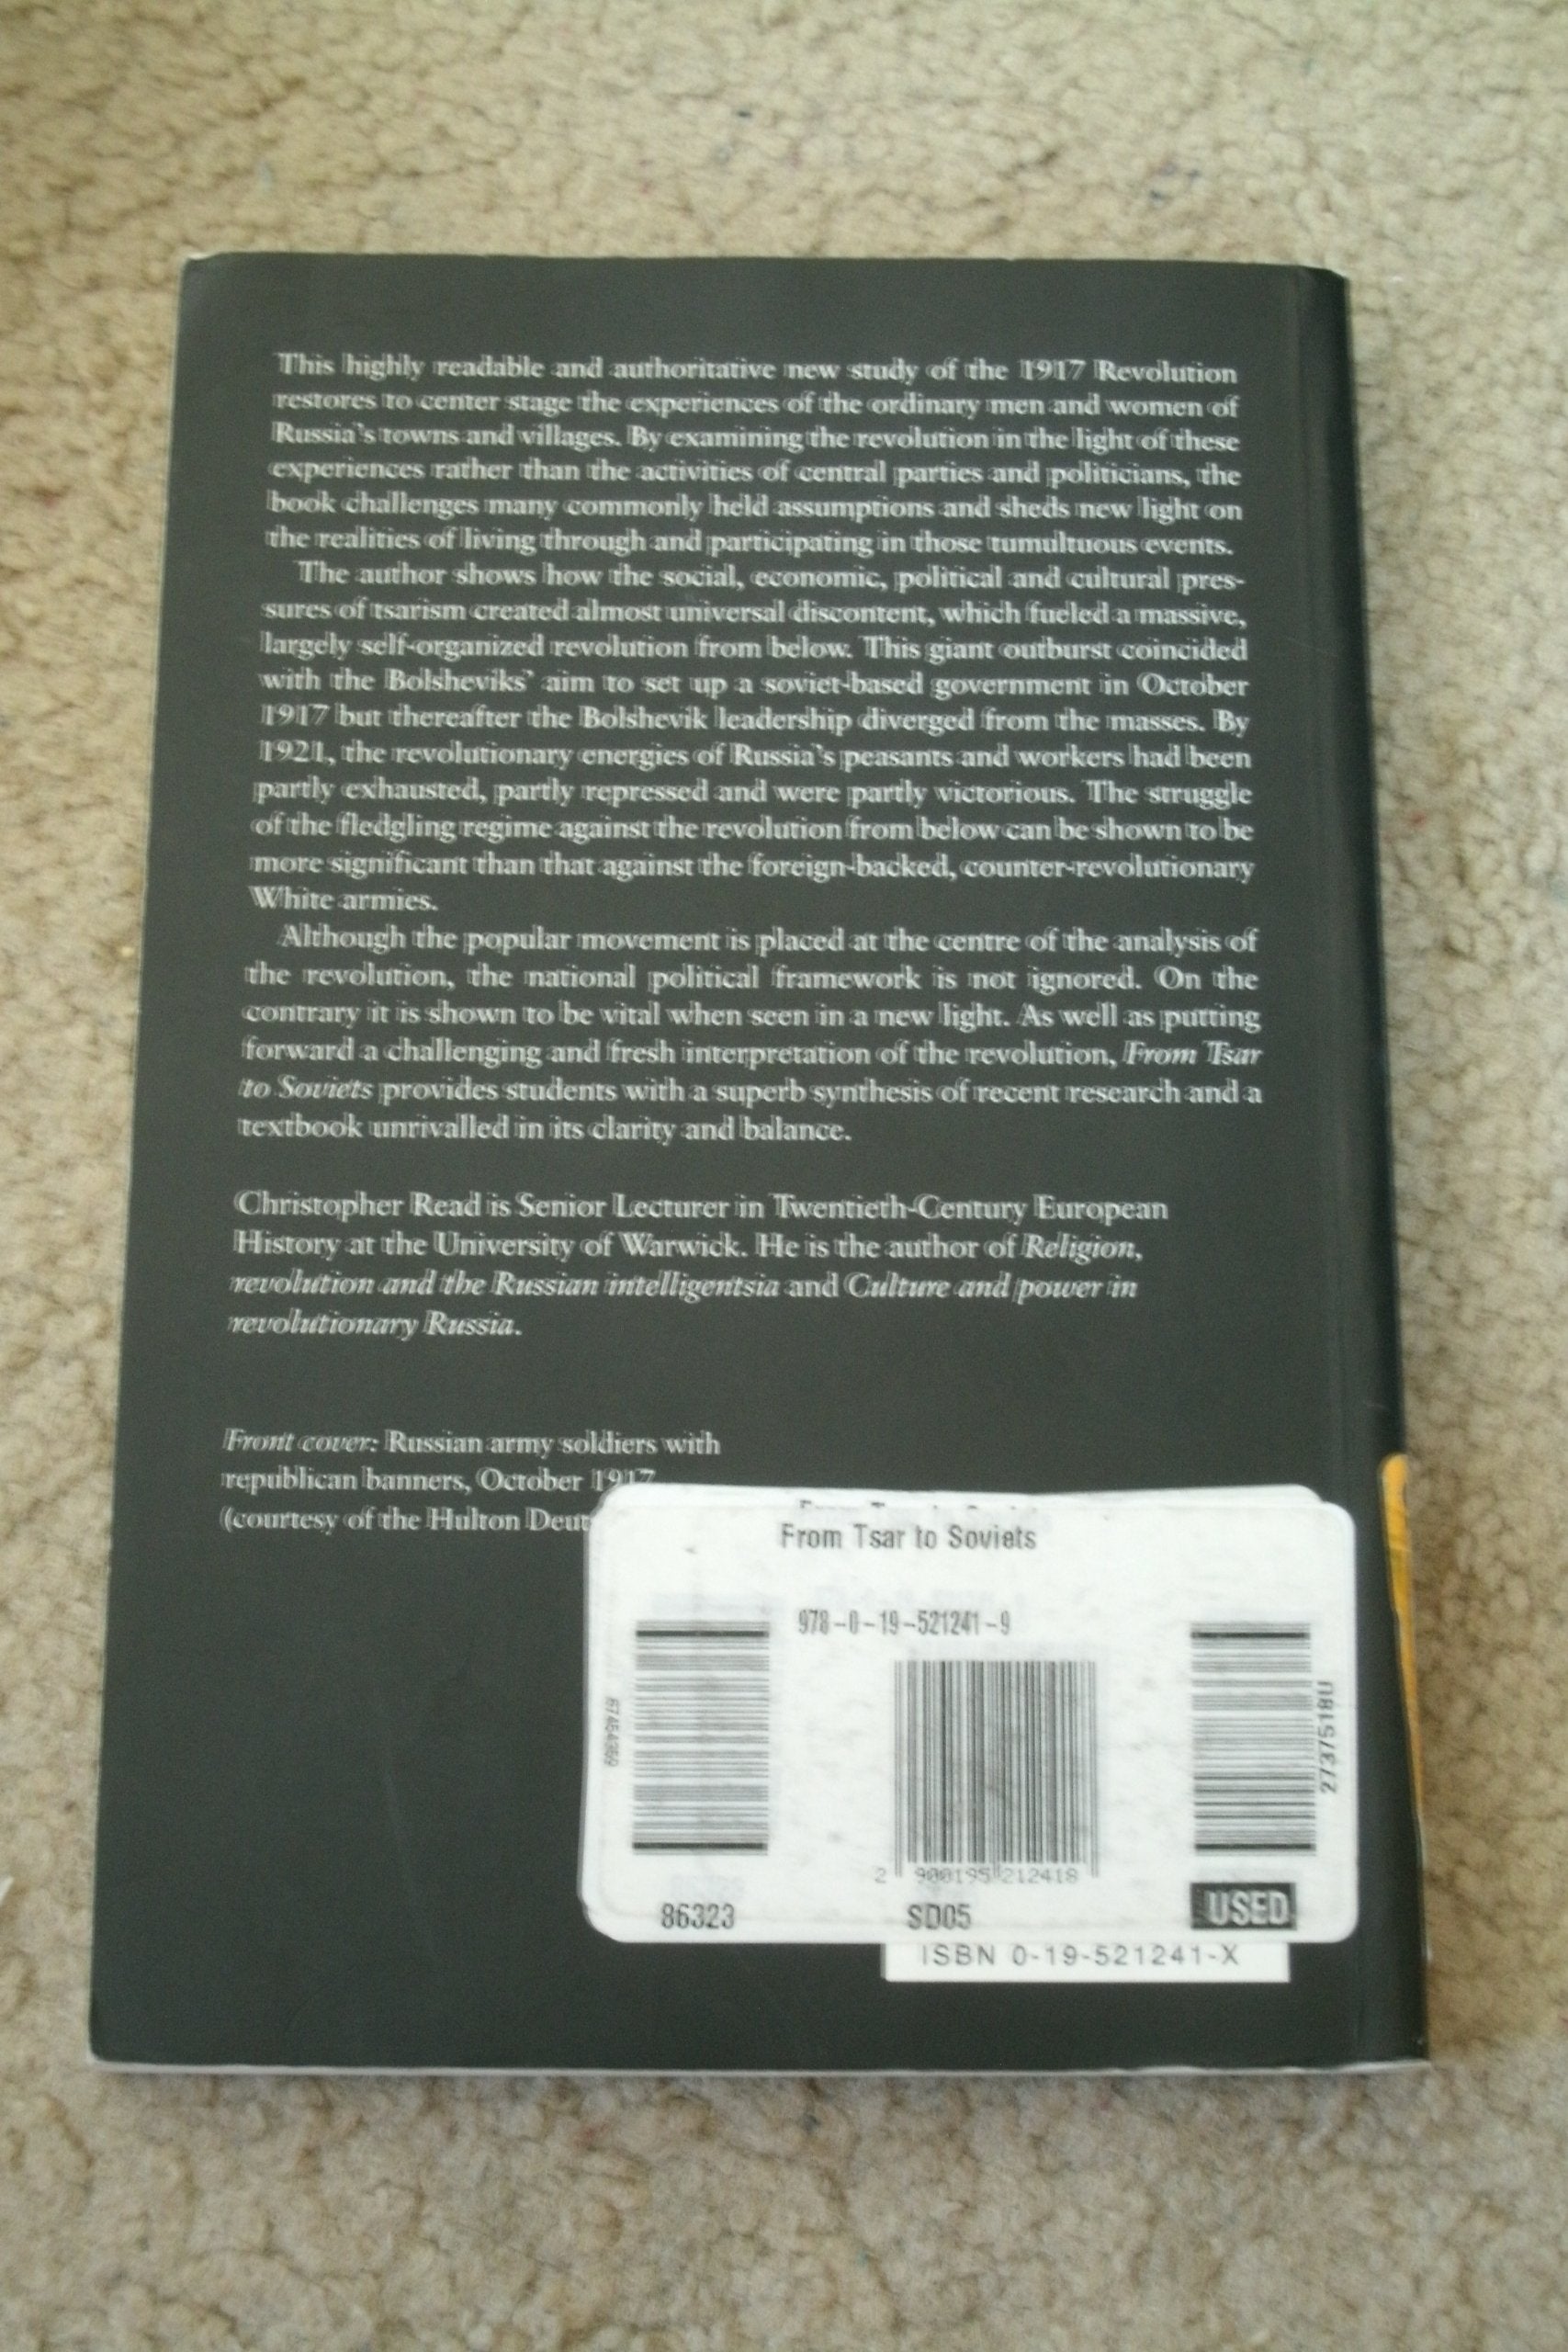 This highly readable and authoritative new study of the 1917 Revolution
restores to center stage the experiences of the ordinary men and women of
Russia's towns and villages. By examining the revolution in the light of these
experiences rather than the activities of central parties and politicians, the
book challenges many commonly held assumptions and sheds new light on
the realities of living through and participating in those tumultuous events.
The author shows how the social, economic, political and cultural pres-
sures of tsarism created almost universal discontent, which fueled a massive,
largely self-organized revolution from below. This giant outburst coincided
with the Bolsheviks' aim to set up a soviet-based government in October
1917 but thereafter the Bolshevik leadership diverged from the masses. By
1921, the revolutionary energies of Russia's peasants and workers had been
partly exhausted, partly repressed and were partly victorious. The struggle
of the fledgling regime against the revolution from below can be shown to be
more significant than that against the foreign-backed, counter-revolutionary
White armies.
Although the popular movement is placed at the centre of the analysis of
the revolution, the national political framework is not ignored. On the
contrary it is shown to be vital when seen in a new light. As well as putting
forward a challenging and fresh interpretation of the revolution, From Tsar
to Soviets provides students with a superb synthesis of recent research and a
textbook unrivalled in its clarity and balance.
Christopher Read is Senior Lecturer in Twentieth-Century European
History at the University of Warwick. He is the author of Religion,
revolution and the Russian intelligentsia and Culture and power in
revolutionary Russia.
Front cover: Russian army soldiers with
republican banners, October 1917
(courtesy of the Hulton Deut
From Tsar to Soviets
978-0-19-521241-9
67454369
2737518U
2 900195 212418
86323 SD05 USED
ISBN 0-19-521241-X